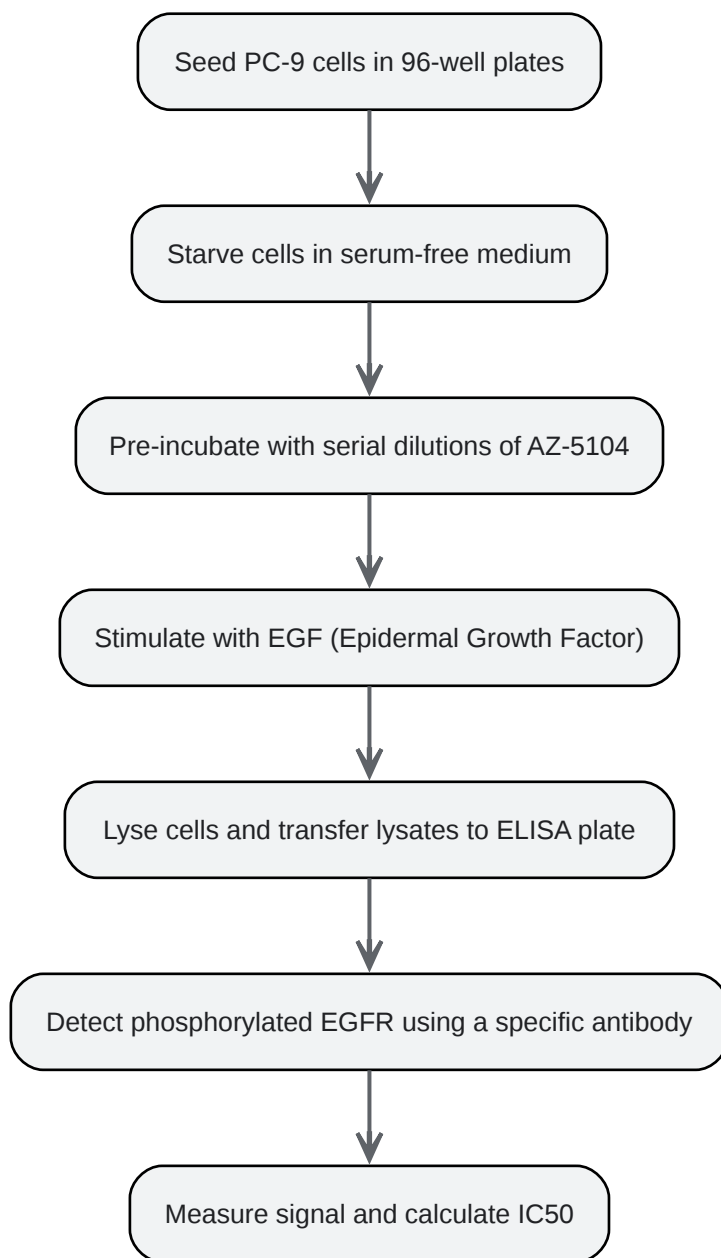 Seed PC-9 cells in 96-well plates
Starve cells in serum-free medium
Pre-incubate with serial dilutions of AZ-5104
Stimulate with EGF (Epidermal Growth Factor)
Lyse cells and transfer lysates to ELISA plate
Detect phosphorylated EGFR using a specific antibody
Measure signal and calculate IC50